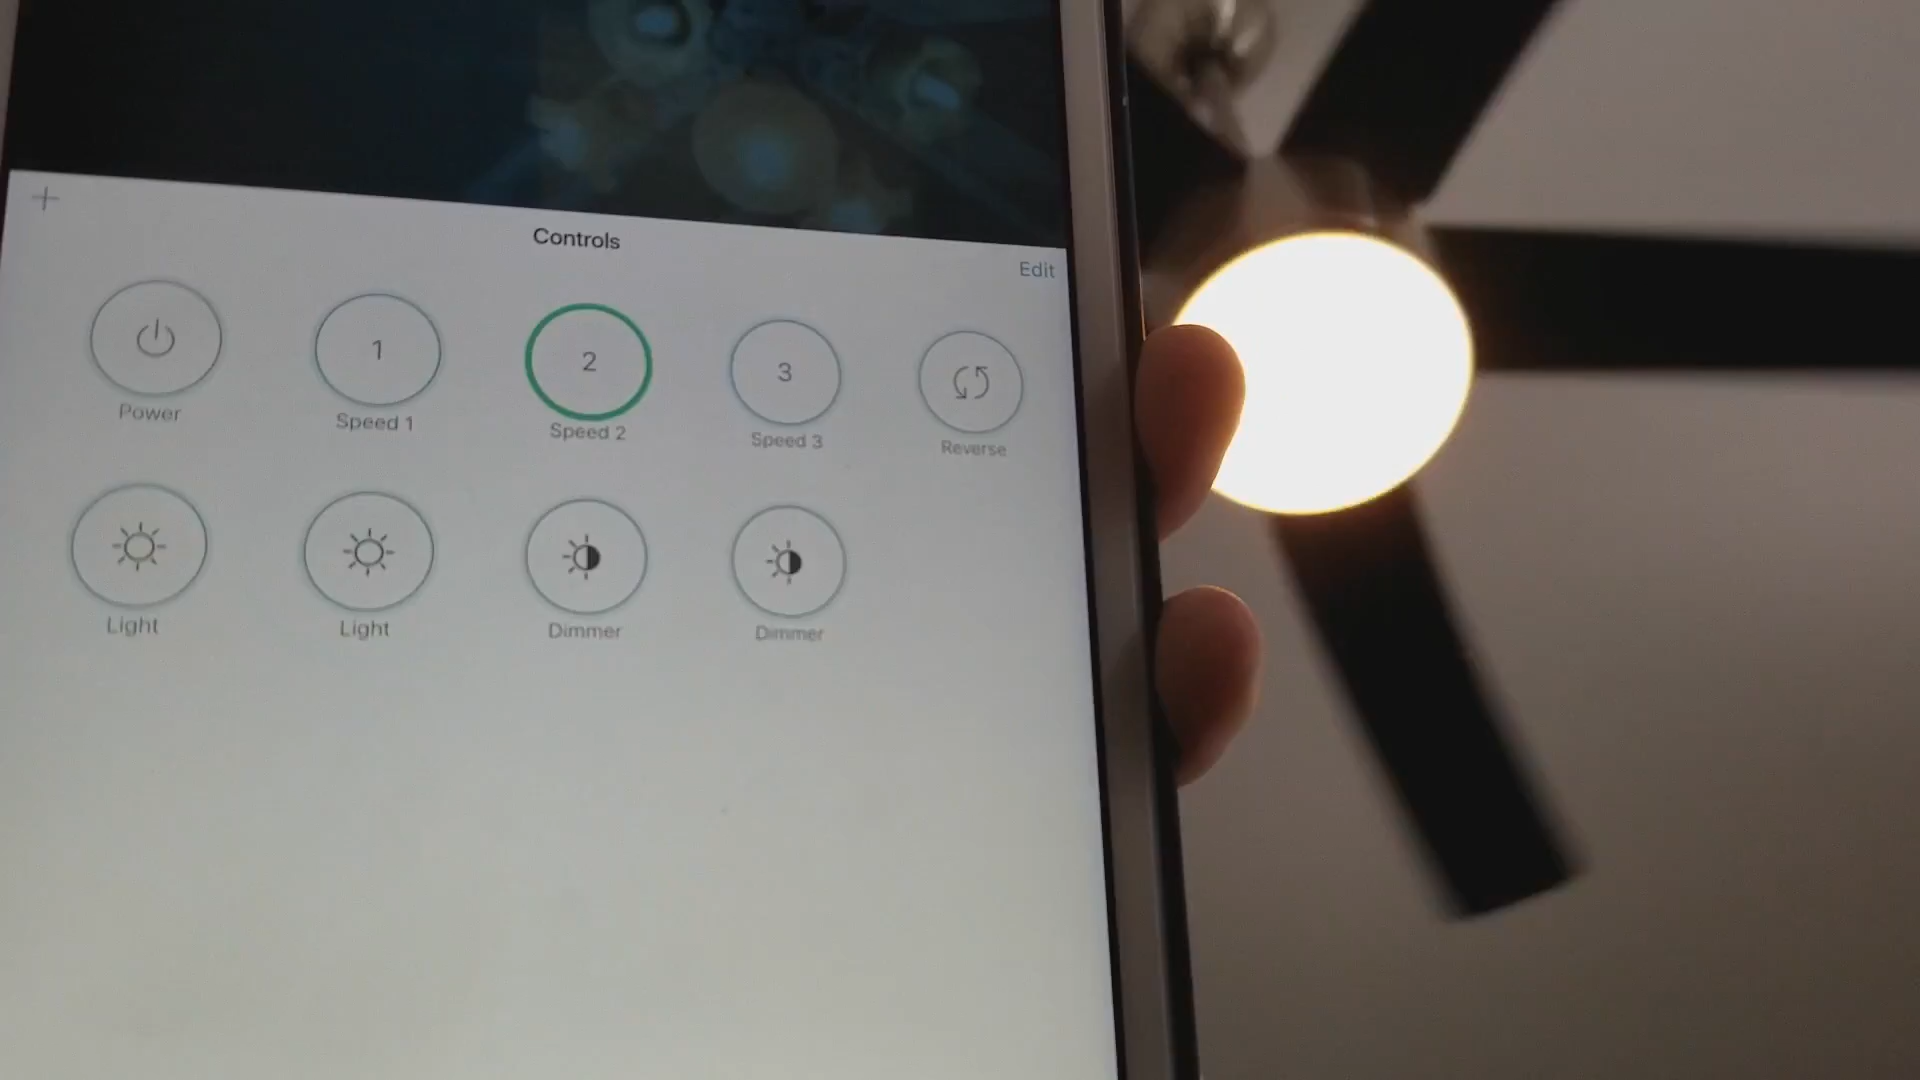 Controls
Edit
1
2
3
Power
Speed 1
Speed 2
Speed 3
Reverse
Light
Light
Dimmer
Dimmer